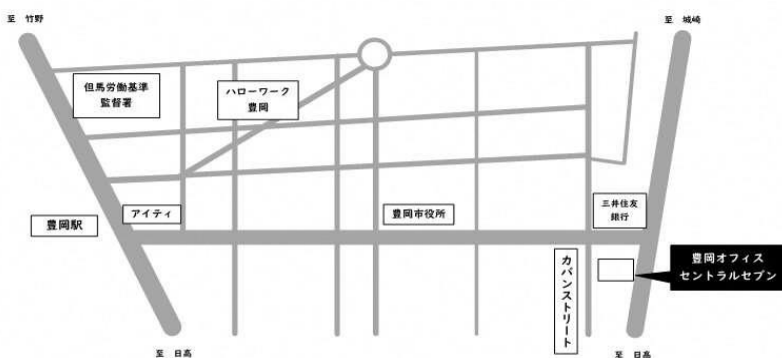 至 竹野
至 城崎
但馬労働基準
監督署
ハローワーク
豊岡
豊岡駅
アイティ
豊岡市役所
三井住友
銀行
カバンストリート
豊岡オフィス
セントラルセブン
至 日高
至 日高